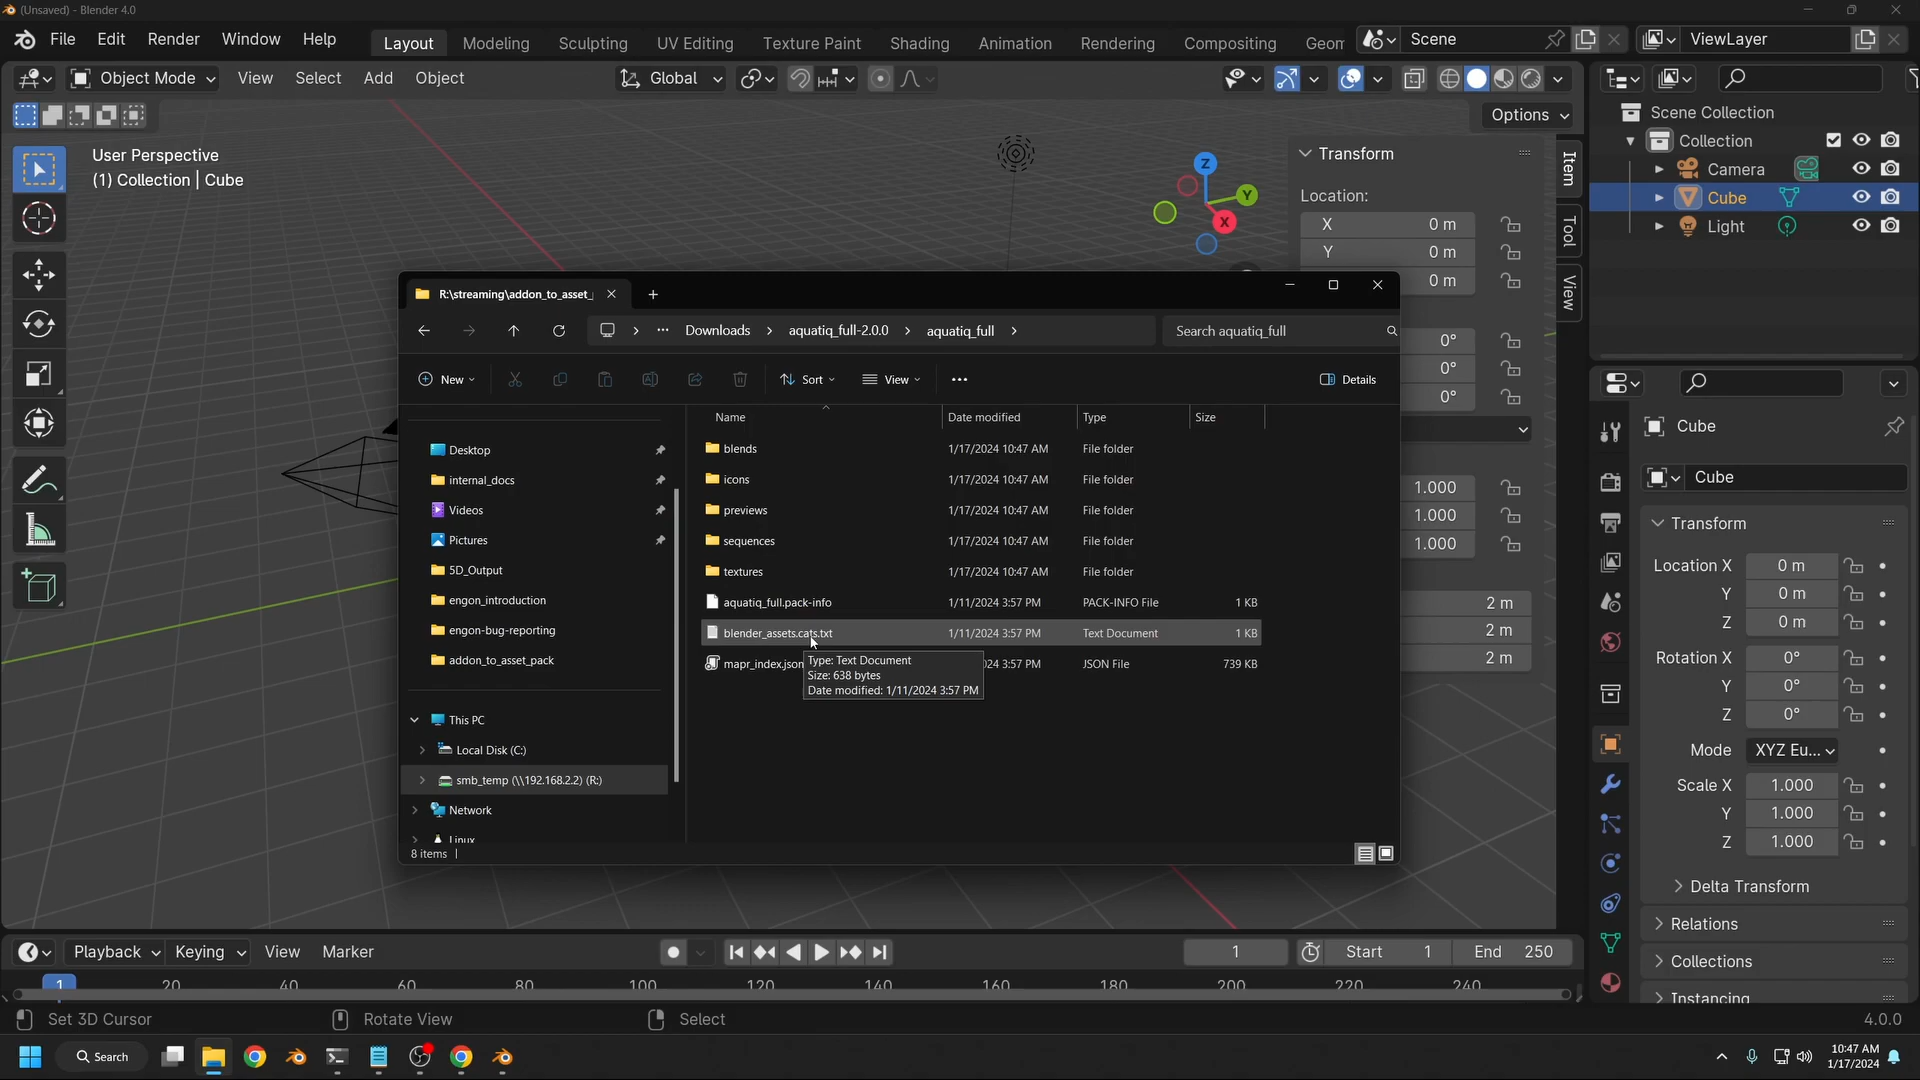 (Unsaved) - Blender 4.0
File Edit Render Window Help Layout Modeling Sculpting UV Editing Texture Paint Shading Animation Rendering Compositing Geom Scene ViewLayer
Object Mode View Select Add Object Global
Options
User Perspective
(1) Collection | Cube
Z
Y
X
Transform
Location:
X 0 m
Y 0 m
0 m
0°
0°
0°
1.000
1.000
1.000
2 m
2 m
2 m
Item
Tool
View
Scene Collection
Collection
Camera
Cube
Light
Cube
Cube
Transform
Location X 0 m
Y 0 m
Z 0 m
Rotation X 0°
Y 0°
Z 0°
Mode XYZ Eu...
Scale X 1.000
Y 1.000
Z 1.000
Delta Transform
Relations
Collections
Instancing
R:\streaming\addon_to_asset_
Downloads aquatiq_full-2.0.0 aquatiq_full Search aquatiq_full
New Sort View Details
Name Date modified Type Size
Desktop
internal_docs
Videos
Pictures
5D_Output
engon_introduction
engon-bug-reporting
addon_to_asset_pack
This PC
Local Disk (C:)
smb_temp (\\192.168.2.2) (R:)
Network
Linux
blends 1/17/2024 10:47 AM File folder
icons 1/17/2024 10:47 AM File folder
previews 1/17/2024 10:47 AM File folder
sequences 1/17/2024 10:47 AM File folder
textures 1/17/2024 10:47 AM File folder
aquatiq_full.pack-info 1/11/2024 3:57 PM PACK-INFO File 1 KB
blender_assets.cats.txt 1/11/2024 3:57 PM Text Document 1 KB
mapr_index.json 024 3:57 PM JSON File 739 KB
Type: Text Document
Size: 638 bytes
Date modified: 1/11/2024 3:57 PM
8 items
Playback Keying View Marker 1 Start 1 End 250
1 20 40 60 80 100 120 140 160 180 200 220 240
Set 3D Cursor Rotate View Select 4.0.0
Search
10:47 AM
1/17/2024